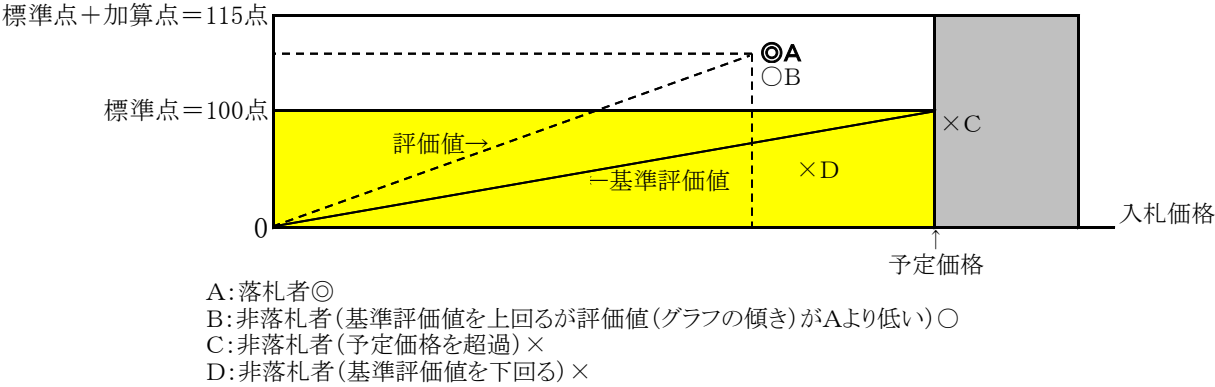 標準点＋加算点＝115点
◎A
○B
標準点＝100点
×C
評価値→
×D
←基準評価値
0
入札価格
↑
予定価格
A：落札者◎
B：非落札者（基準評価値を上回るが評価値（グラフの傾き）がAより低い）○
C：非落札者（予定価格を超過）×
D：非落札者（基準評価値を下回る）×